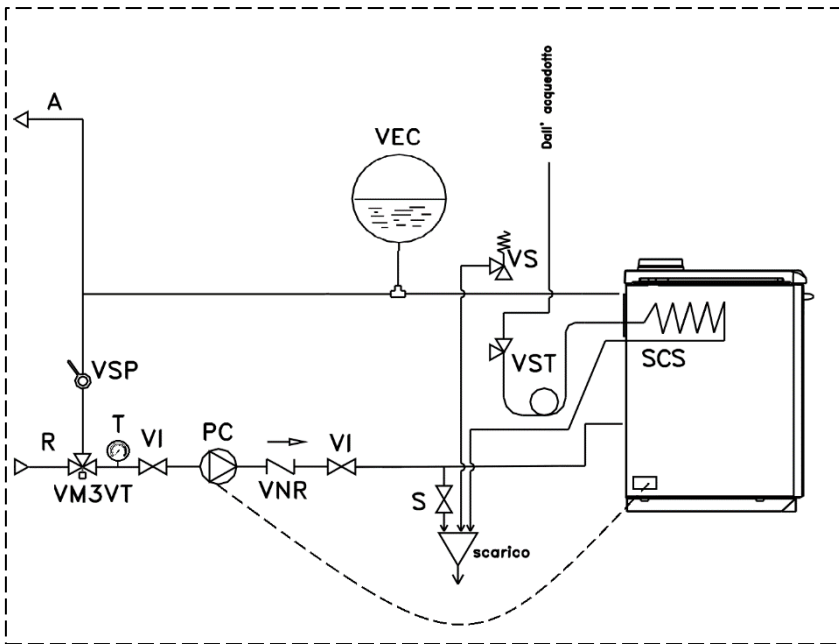 A
Dall' acquedotto
VEC
VS
VST
SCS
VSP
R
T
VI
PC
VI
VM3VT
VNR
S
scarico